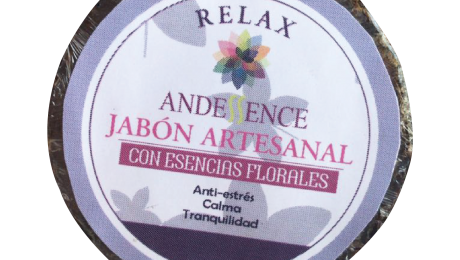 RELAX
ANDESSENCE
JABÓN ARTESANAL
CON ESENCIAS FLORALES
Anti-estrés
Calma
Tranquilidad